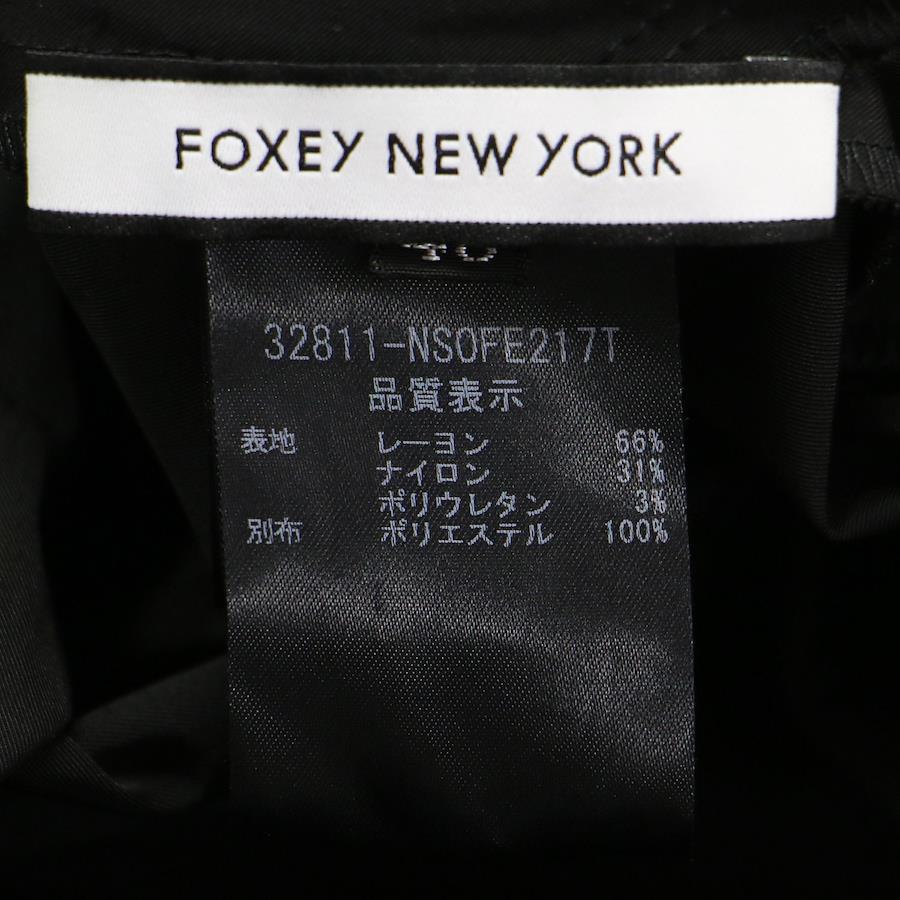 FOXEY NEW YORK
40
32811-NSOFE217T
品質表示
表地 レーヨン 66%
ナイロン 31%
ポリウレタン 3%
別布 ポリエステル 100%